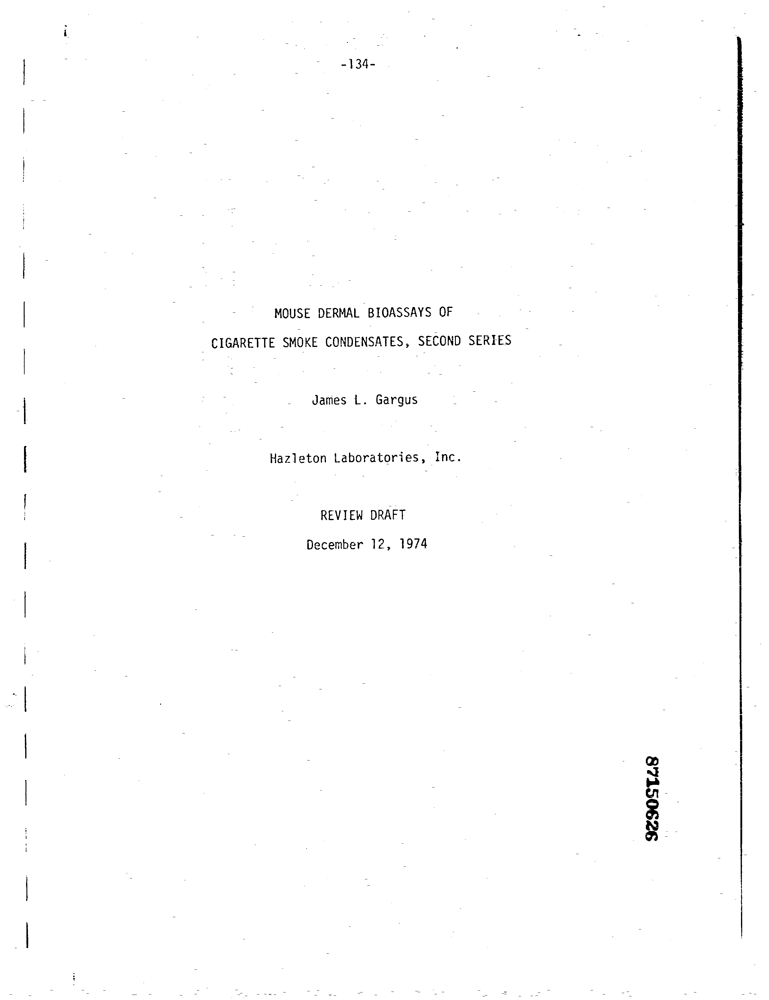 -134-
MOUSE DERMAL BIOASSAYS OF
CIGARETTE SMOKE CONDENSATES, SECOND SERIES
James L. Gargus
Hazleton Laboratories, Inc.
REVIEW DRAFT
December 12, 1974
87150626